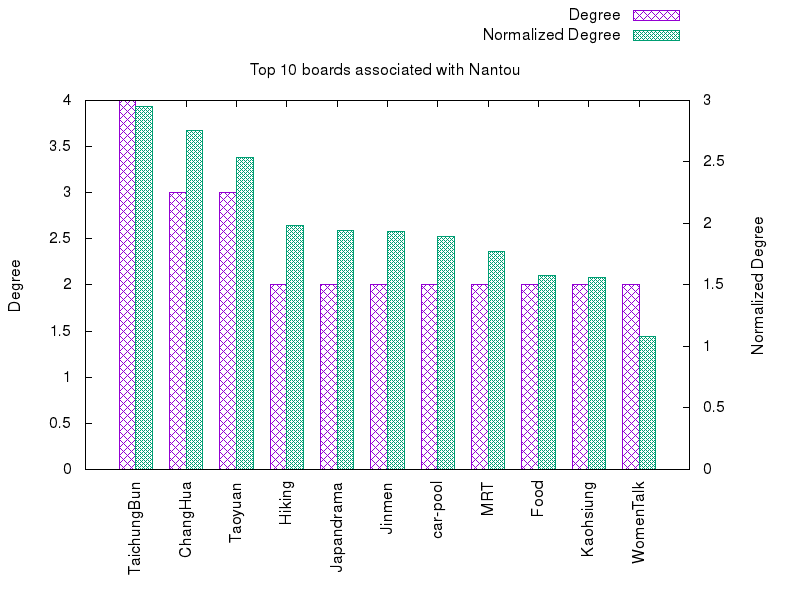 Degree
Normalized Degree
Top 10 boards associated with Nantou
4
3.5
3
2.5
2
1.5
1
0.5
0
Degree
3
2.5
2
1.5
1
0.5
0
Normalized Degree
TaichungBun
ChangHua
Taoyuan
Hiking
Japandrama
Jinmen
car-pool
MRT
Food
Kaohsiung
WomenTalk